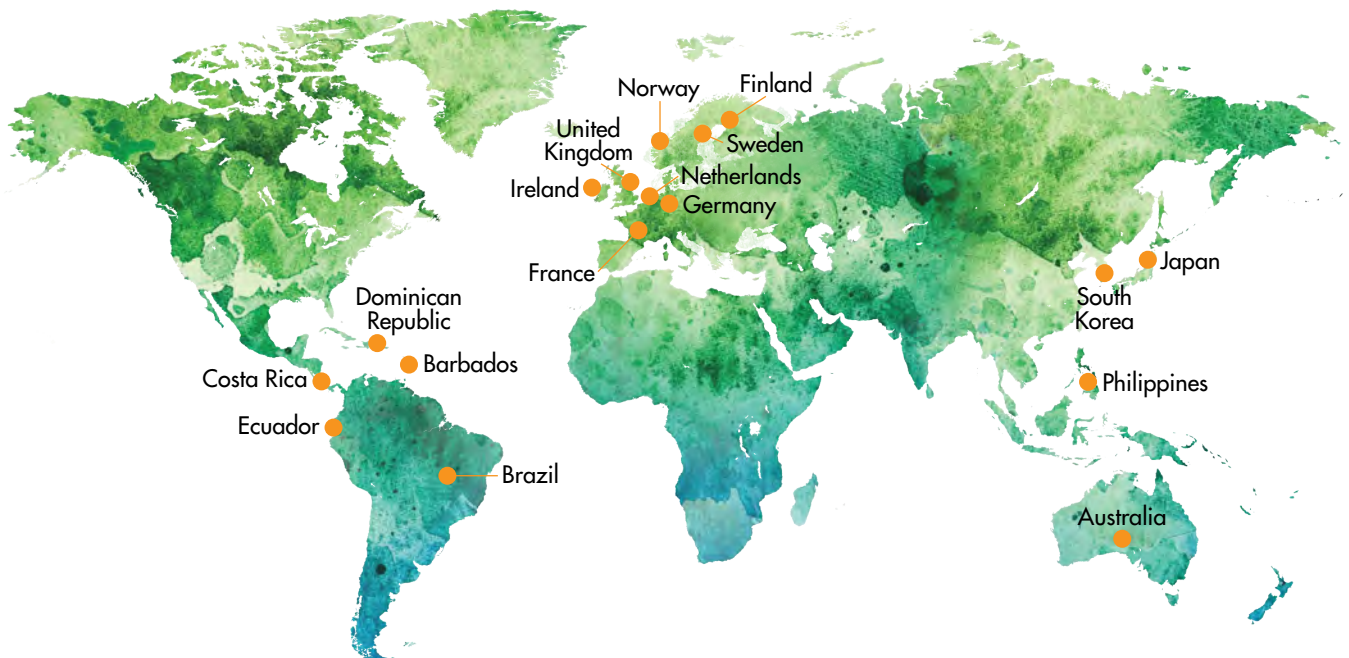 Norway
Finland
United
Kingdom
Sweden
Ireland
Netherlands
Germany
France
Japan
South
Korea
Dominican
Republic
Barbados
Costa Rica
Philippines
Ecuador
Brazil
Australia